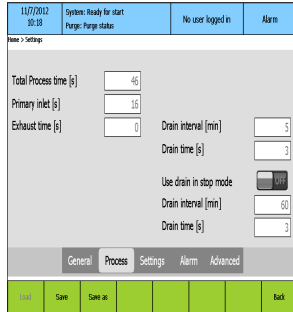 11/7/2012
10:18
System: Ready for start
Purge: Purge status
No user logged in
Alarm
Home > Settings
Total Process time [s] 46
Primary inlet [s] 16
Exhaust time [s] 0
Drain interval [min] 5
Drain time [s] 3
Use drain in stop mode OFF
Drain interval [min] 60
Drain time [s] 3
General Process Settings Alarm Advanced
Load Save Save as Back